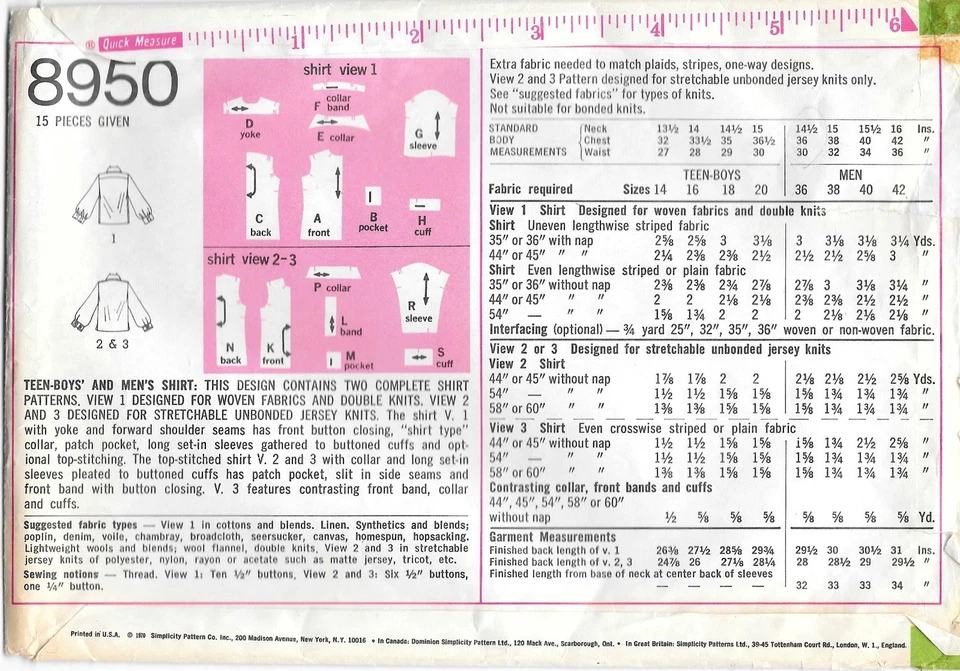 Quick Measure 1 2 3 4 5 6
8950
15 PIECES GIVEN
1
2 & 3
shirt view 1
D yoke
collar F band
E collar
G sleeve
C back
A front
B pocket
H cuff
shirt view 2-3
P collar
R sleeve
L band
N back
K front
M pocket
S cuff
TEEN-BOYS' AND MEN'S SHIRT: THIS DESIGN CONTAINS TWO COMPLETE SHIRT
PATTERNS. VIEW 1 DESIGNED FOR WOVEN FABRICS AND DOUBLE KNITS. VIEW 2
AND 3 DESIGNED FOR STRETCHABLE UNBONDED JERSEY KNITS. The shirt V. 1
with yoke and forward shoulder seams has front button closing, "shirt type"
collar, patch pocket, long set-in sleeves gathered to buttoned cuffs and opt-
ional top-stitching. The top-stitched shirt V. 2 and 3 with collar and long set-in
sleeves pleated to buttoned cuffs has patch pocket, slit in side seams and
front band with button closing. V. 3 features contrasting front band, collar
and cuffs.
Suggested fabric types — View 1 in cottons and blends. Linen. Synthetics and blends;
poplin, denim, voile, chambray, broadcloth, seersucker, canvas, homespun, hopsacking.
Lightweight wools and blends; wool flannel, double knits. View 2 and 3 in stretchable
jersey knits of polyester, nylon, rayon or acetate such as matte jersey, tricot, etc.
Sewing notions — Thread. View 1: Ten ½" buttons. View 2 and 3: Six ½" buttons,
one ¼" button.
Extra fabric needed to match plaids, stripes, one-way designs.
View 2 and 3 Pattern designed for stretchable unbonded jersey knits only.
See "suggested fabrics" for types of knits.
Not suitable for bonded knits.
STANDARD Neck 13½ 14 14½ 15 14½ 15 15½ 16 Ins.
BODY Chest 32 33½ 35 36½ 36 38 40 42 "
MEASUREMENTS Waist 27 28 29 30 30 32 34 36 "
TEEN-BOYS MEN
Fabric required Sizes 14 16 18 20 36 38 40 42
View 1 Shirt Designed for woven fabrics and double knits
Shirt Uneven lengthwise striped fabric
35" or 36" with nap 2⅝ 2⅝ 3 3⅛ 3 3⅛ 3⅛ 3¼ Yds.
44" or 45" " " 2¼ 2⅜ 2⅜ 2½ 2½ 2½ 2⅝ 3 "
Shirt Even lengthwise striped or plain fabric
35" or 36" without nap 2⅜ 2⅜ 2¾ 2⅞ 2⅞ 3 3⅛ 3¼ "
44" or 45" " " 2 2 2⅛ 2⅛ 2⅜ 2⅜ 2½ 2½ "
54" — " " 1⅝ 1¾ 2 2 2 2⅛ 2⅛ 2⅛ "
Interfacing (optional) — ¾ yard 25", 32", 35", 36" woven or non-woven fabric.
View 2 or 3 Designed for stretchable unbonded jersey knits
View 2 Shirt
44" or 45" without nap 1⅞ 1⅞ 2 2 2⅛ 2⅛ 2½ 2⅝ Yds.
54" — " " 1½ 1½ 1⅝ 1⅝ 1⅝ 1¾ 1¾ 1¾ "
58" or 60" " " 1⅜ 1⅜ 1⅝ 1⅝ 1⅝ 1¾ 1¾ 1¾ "
View 3 Shirt Even crosswise striped or plain fabric
44" or 45" without nap 1½ 1½ 1⅝ 1⅝ 1⅝ 1¾ 2½ 2⅝ "
54" — " " 1½ 1½ 1⅝ 1⅝ 1⅝ 1¾ 1¾ 1¾ "
58" or 60" " " 1⅜ 1⅜ 1⅝ 1⅝ 1⅝ 1¾ 1¾ 1¾ "
Contrasting collar, front bands and cuffs
44", 45", 54", 58" or 60"
without nap ½ ⅝ ⅝ ⅝ ⅝ ⅝ ⅝ ⅝ Yd.
Garment Measurements
Finished back length of v. 1 26⅜ 27½ 28⅝ 29¾ 29½ 30 30½ 31 Ins.
Finished back length of v. 2, 3 24⅞ 26 27⅛ 28¼ 28 28½ 29 29½ "
Finished length from base of neck at center back of sleeves
— — — — 32 33 33 34 "
Printed in U.S.A. © 1970 Simplicity Pattern Co. Inc., 200 Madison Avenue, New York, N.Y. 10016 • In Canada: Dominion Simplicity Pattern Ltd., 120 Mack Ave., Scarborough, Ont. • In Great Britain: Simplicity Patterns Ltd., 39-45 Tottenham Court Rd., London, W. 1., England.